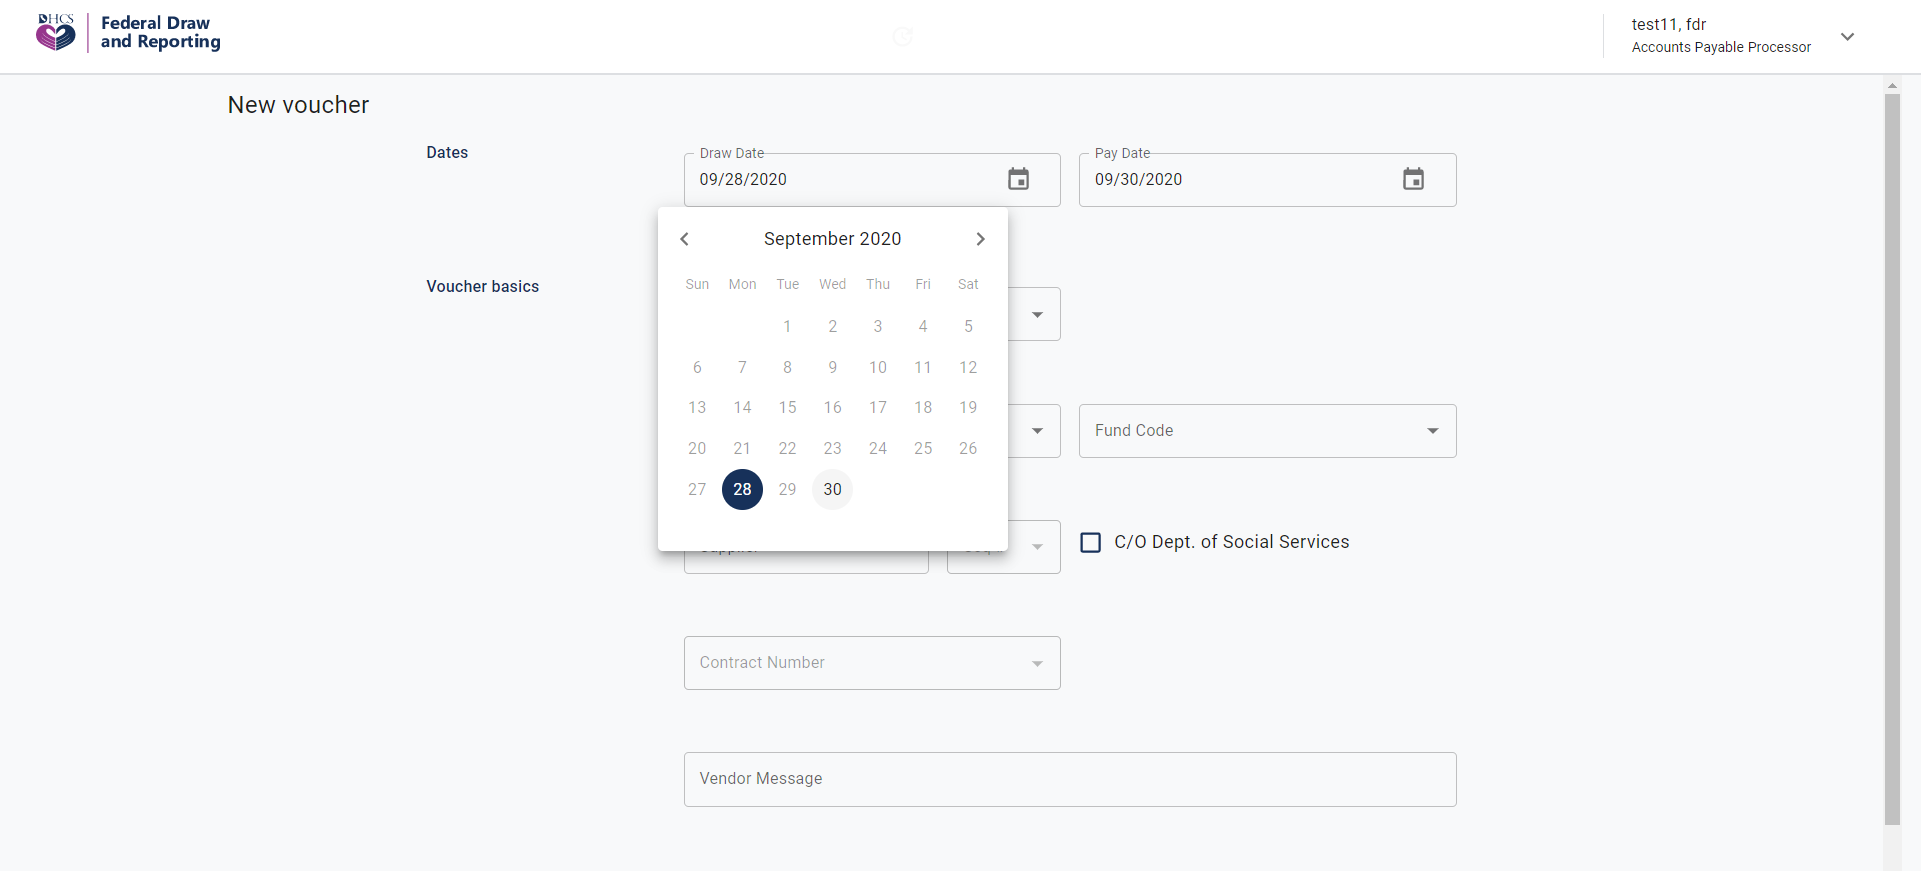 DHCS
Federal Draw
and Reporting
test11, fdr
Accounts Payable Processor
New voucher
Dates
Draw Date
09/28/2020
Pay Date
09/30/2020
September 2020
Sun Mon Tue Wed Thu Fri Sat
1 2 3 4 5
6 7 8 9 10 11 12
13 14 15 16 17 18 19
20 21 22 23 24 25 26
27 28 29 30
Voucher basics
Fund Code
Supplier
C/O Dept. of Social Services
Contract Number
Vendor Message